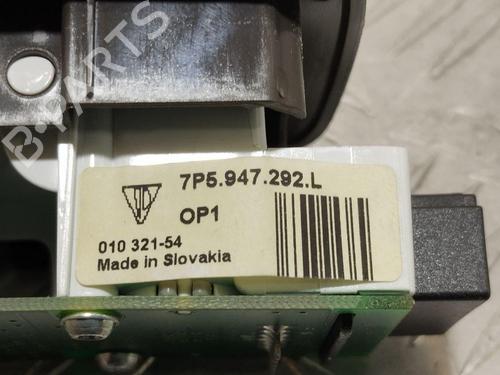 B-PARTS
7P5.947.292.L
OP1
010 321-54
Made in Slovakia